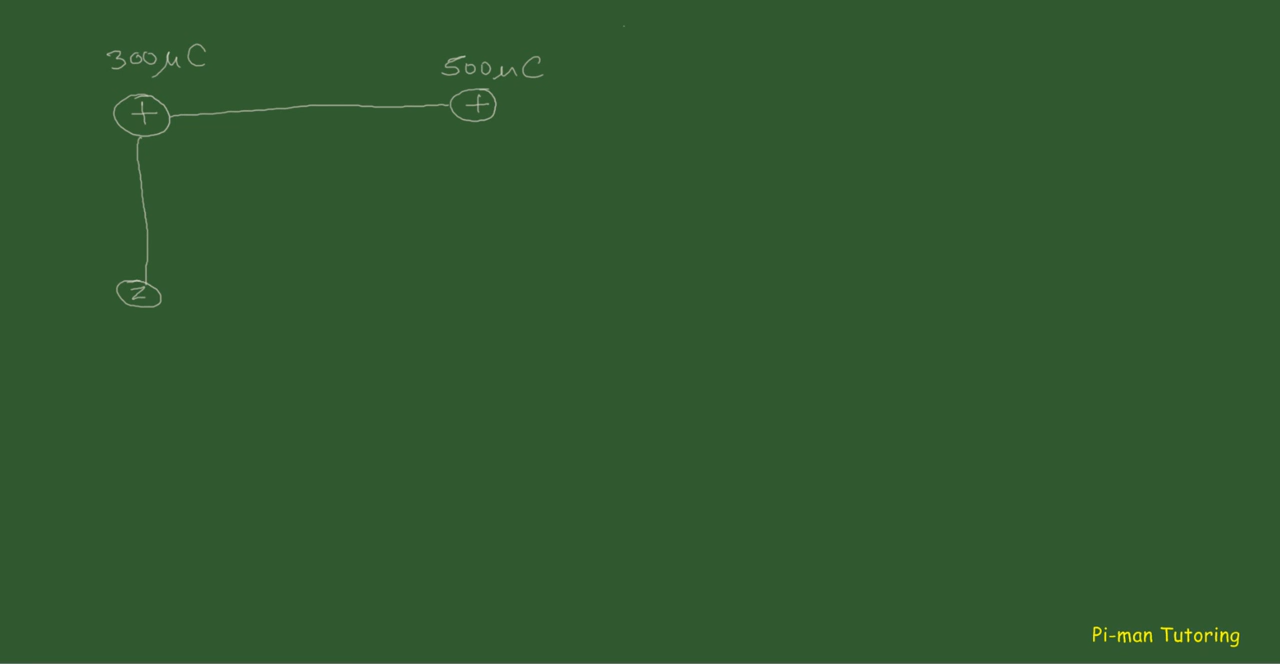 300μC
500μC
+ +
z
Pi-man Tutoring